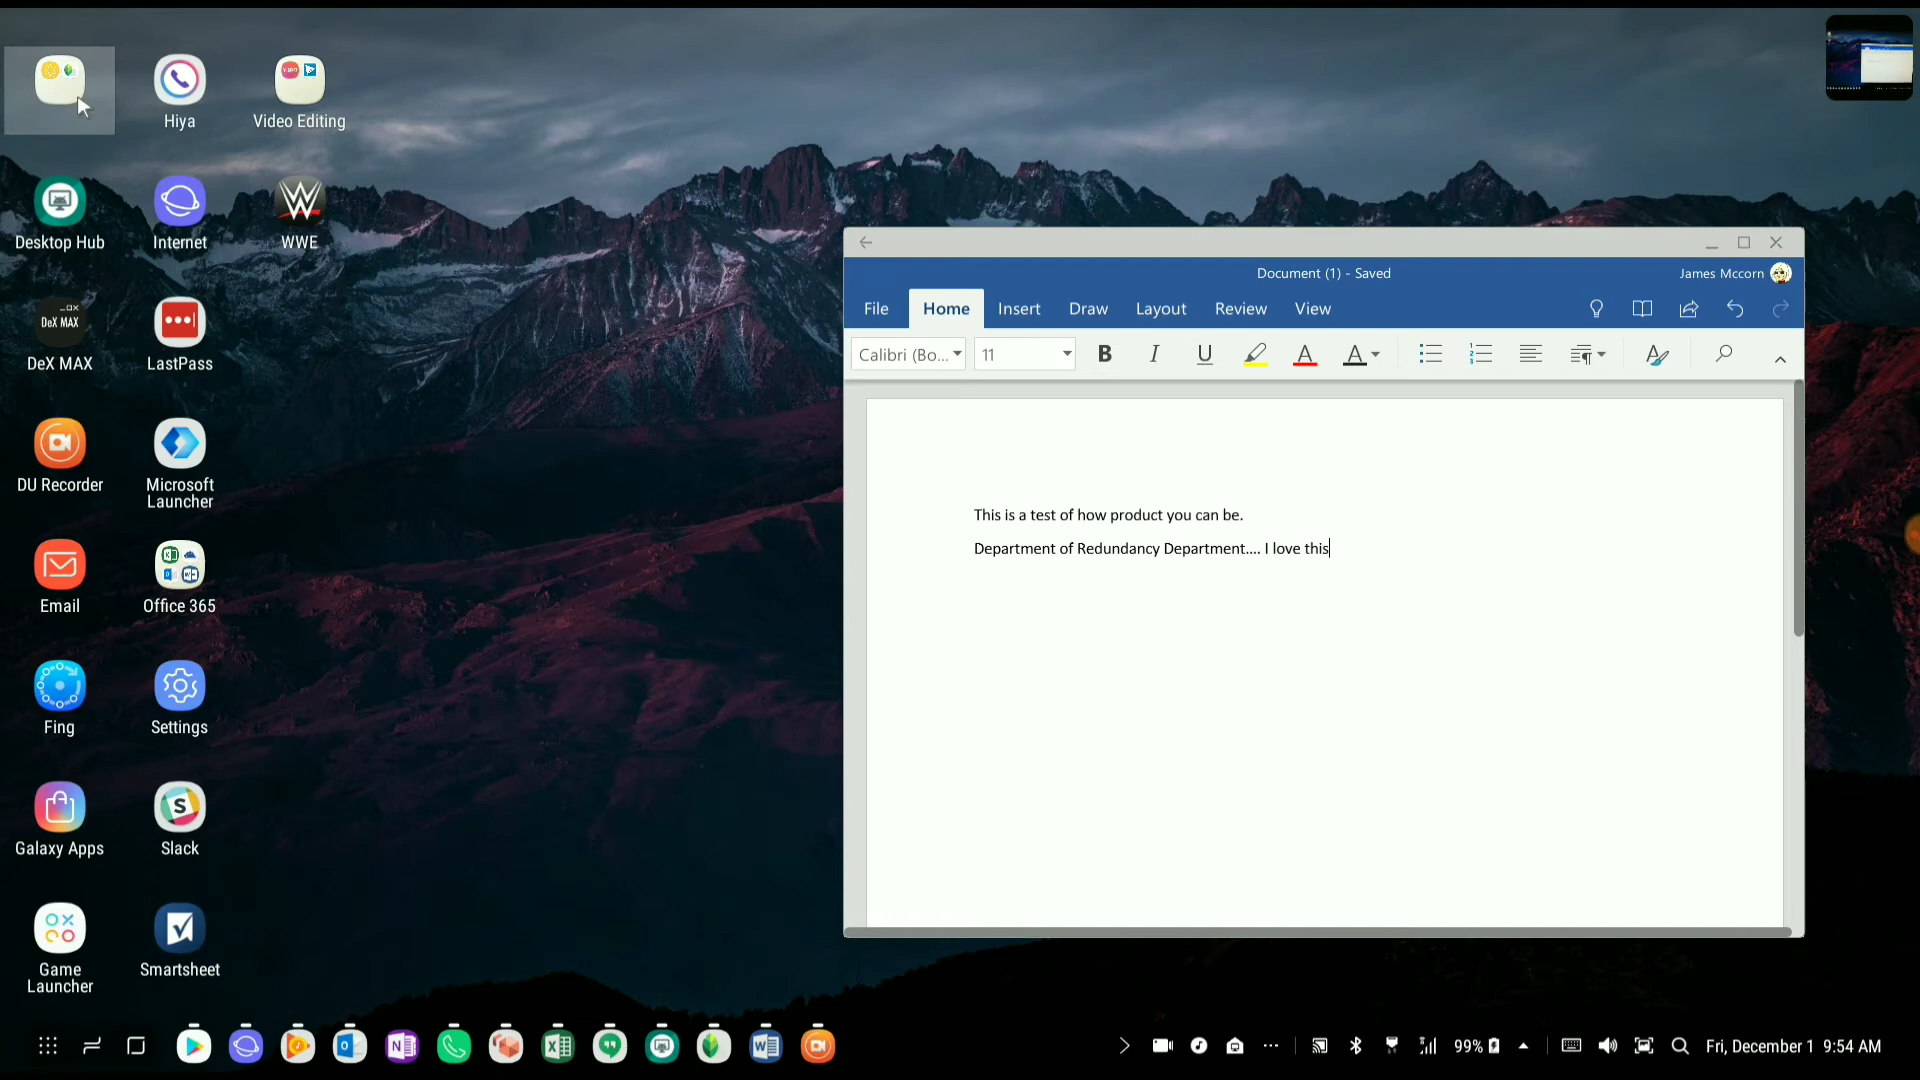 Hiya
Video Editing
Desktop Hub
Internet
WWE
DeX MAX
DeX MAX
LastPass
DU Recorder
Microsoft
Launcher
Email
Office 365
Fing
Settings
Galaxy Apps
Slack
Game
Launcher
Smartsheet
Document (1) - Saved
James Mccorn
File
Home
Insert
Draw
Layout
Review
View
Calibri (Bo...
11
B
I
U
A
A
This is a test of how product you can be.
Department of Redundancy Department.... I love this
99%
Fri, December 1 9:54 AM